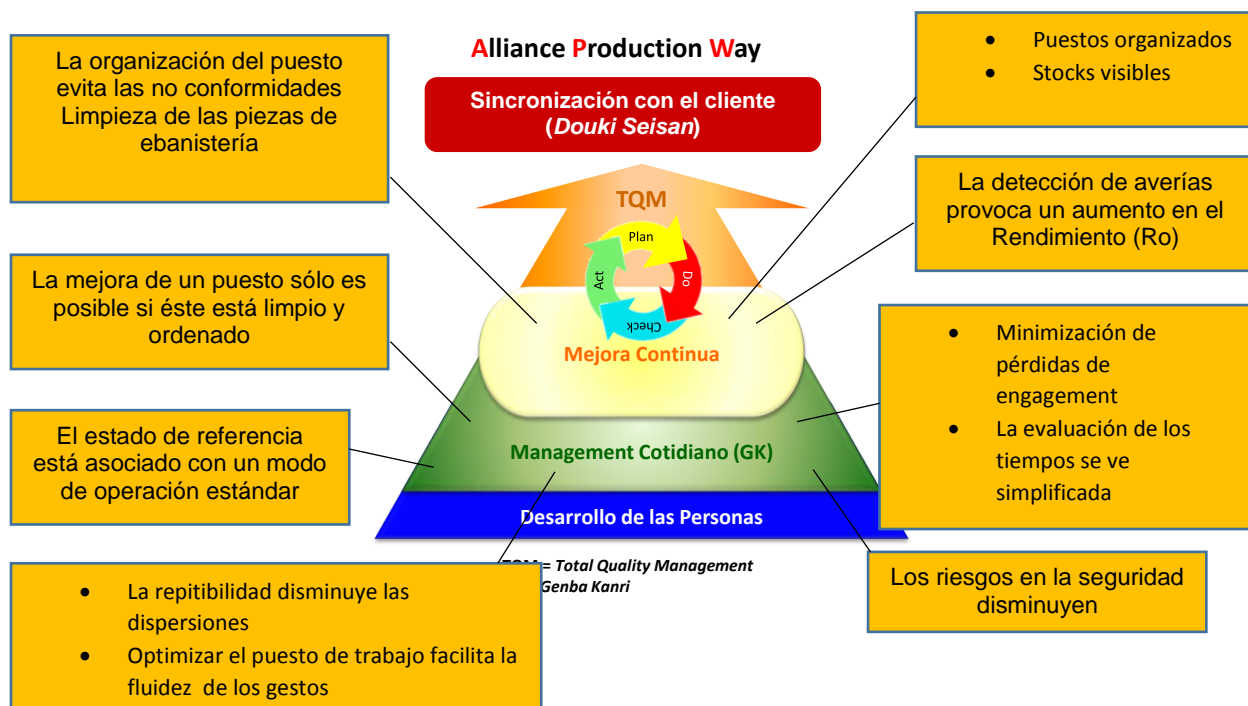 Alliance Production Way
Sincronización con el cliente
(Douki Seisan)
La organización del puesto
evita las no conformidades
Limpieza de las piezas de
ebanistería
• Puestos organizados
• Stocks visibles
TQM
Plan
Do
Check
Act
La detección de averías
provoca un aumento en el
Rendimiento (Ro)
La mejora de un puesto sólo es
posible si éste está limpio y
ordenado
Mejora Continua
• Minimización de
pérdidas de
engagement
• La evaluación de los
tiempos se ve
simplificada
El estado de referencia
está asociado con un modo
de operación estándar
Management Cotidiano (GK)
Desarrollo de las Personas
TQM = Total Quality Management
Genba Kanri
• La repitibilidad disminuye las
dispersiones
• Optimizar el puesto de trabajo facilita la
fluidez de los gestos
Los riesgos en la seguridad
disminuyen